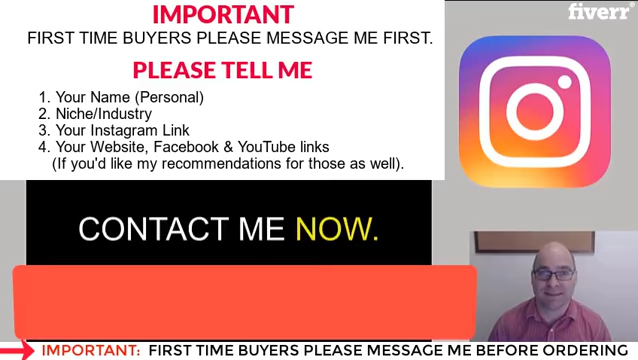 IMPORTANT
fiverr®
FIRST TIME BUYERS PLEASE MESSAGE ME FIRST.
PLEASE TELL ME
1. Your Name (Personal)
2. Niche/Industry
3. Your Instagram Link
4. Your Website, Facebook & YouTube links
(If you'd like my recommendations for those as well).
CONTACT ME NOW.
IMPORTANT: FIRST TIME BUYERS PLEASE MESSAGE ME BEFORE ORDERING